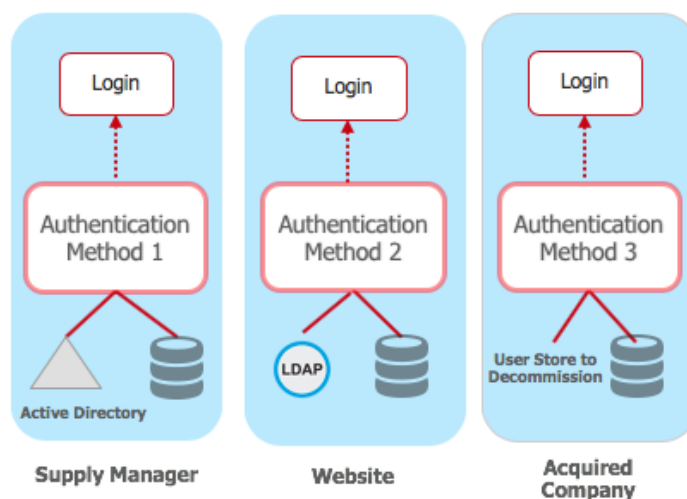 Login
Authentication
Method 1
Active Directory
Supply Manager
Login
Authentication
Method 2
LDAP
Website
Login
Authentication
Method 3
User Store to
Decommission
Acquired
Company